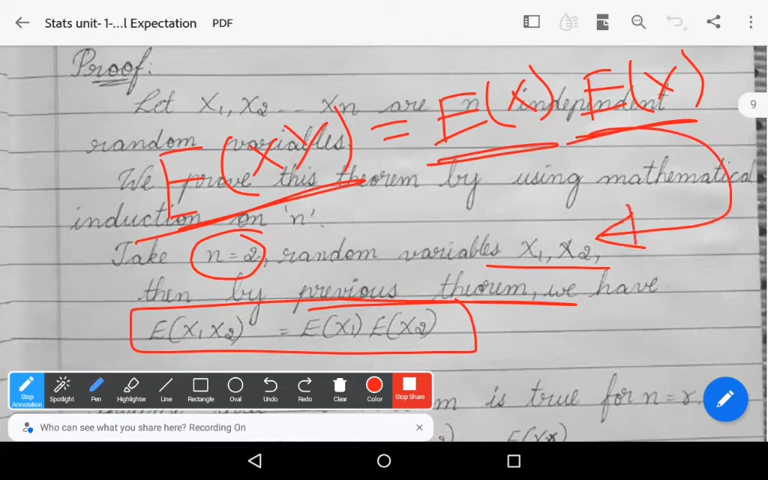 Stats unit- 1-...l Expectation PDF
Proof:
9
Let X1, X2 ... Xn are n independent
random variables.
E(XY) = E(X) E(Y)
We prove this theorem by using mathematical
induction on 'n'.
Take n=2, random variables X1, X2,
then by previous theorem, we have
E(X1X2) = E(X1) E(X2)
Stop Annotation Spotlight Pen Highlighter Line Rectangle Oval Undo Redo Clear Color Stop Share
m is true for n=r.
Who can see what you share here? Recording On